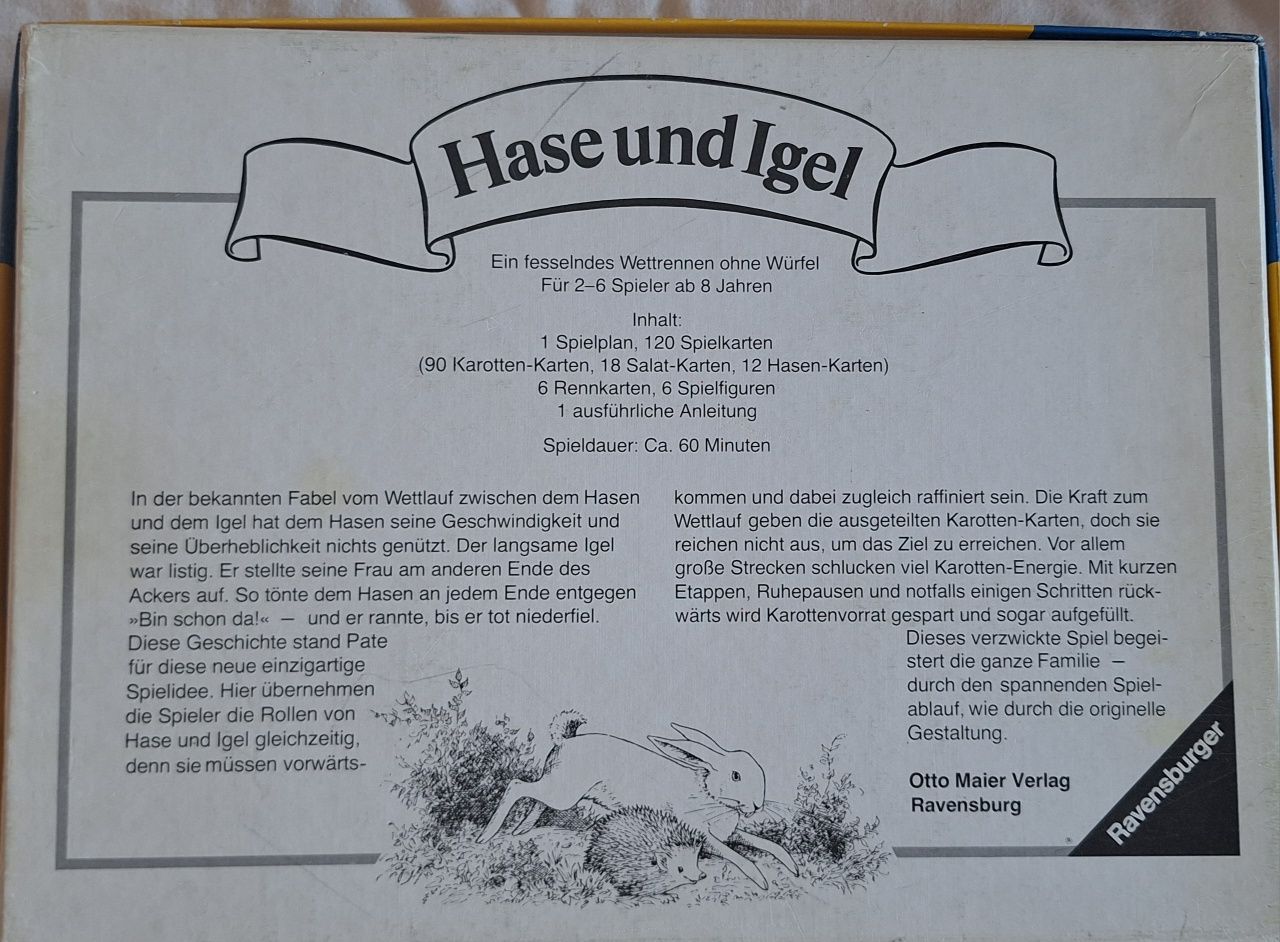 Hase und Igel
Ein fesselndes Wettrennen ohne Würfel
Für 2–6 Spieler ab 8 Jahren
Inhalt:
1 Spielplan, 120 Spielkarten
(90 Karotten-Karten, 18 Salat-Karten, 12 Hasen-Karten)
6 Rennkarten, 6 Spielfiguren
1 ausführliche Anleitung
Spieldauer: Ca. 60 Minuten
In der bekannten Fabel vom Wettlauf zwischen dem Hasen
und dem Igel hat dem Hasen seine Geschwindigkeit und
seine Überheblichkeit nichts genützt. Der langsame Igel
war listig. Er stellte seine Frau am anderen Ende des
Ackers auf. So tönte dem Hasen an jedem Ende entgegen
»Bin schon da!« – und er rannte, bis er tot niederfiel.
Diese Geschichte stand Pate
für diese neue einzigartige
Spielidee. Hier übernehmen
die Spieler die Rollen von
Hase und Igel gleichzeitig,
denn sie müssen vorwärts-
kommen und dabei zugleich raffiniert sein. Die Kraft zum
Wettlauf geben die ausgeteilten Karotten-Karten, doch sie
reichen nicht aus, um das Ziel zu erreichen. Vor allem
große Strecken schlucken viel Karotten-Energie. Mit kurzen
Etappen, Ruhepausen und notfalls einigen Schritten rück-
wärts wird Karottenvorrat gespart und sogar aufgefüllt.
Dieses verzwickte Spiel begei-
stert die ganze Familie –
durch den spannenden Spiel-
ablauf, wie durch die originelle
Gestaltung.
Otto Maier Verlag
Ravensburg
®
Ravensburger